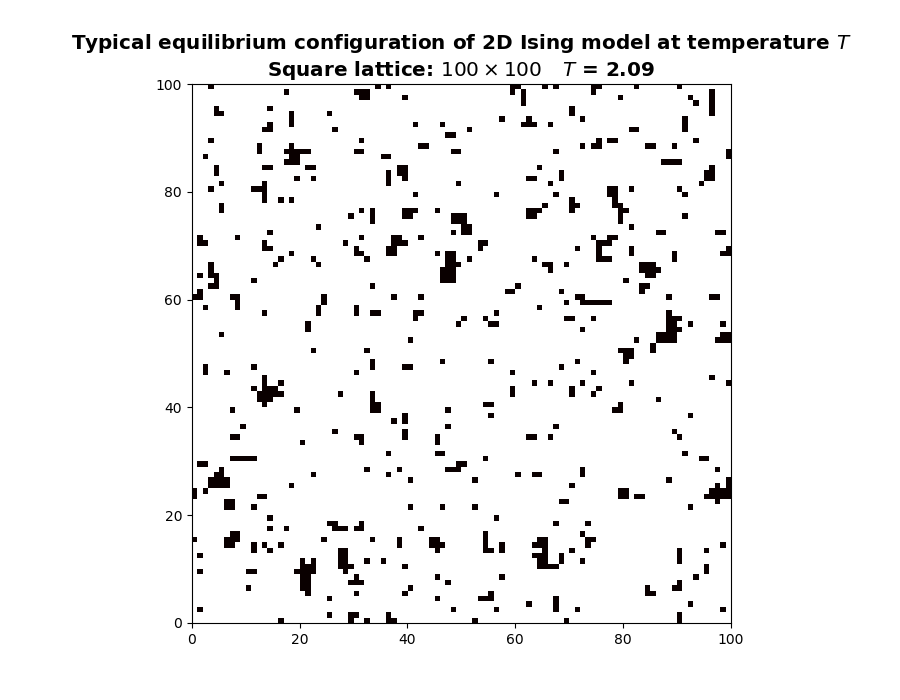 Typical equilibrium configuration of 2D Ising model at temperature T
Square lattice: 100 × 100 T = 2.09
100
80
60
40
20
0
0 20 40 60 80 100